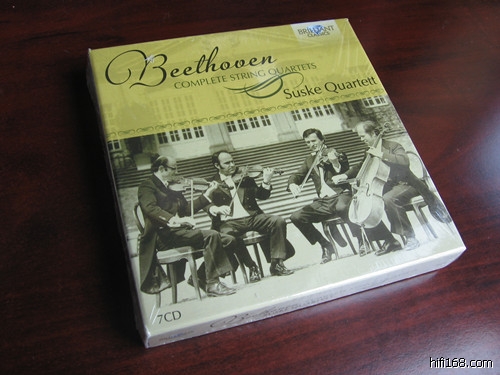 BRILLIANT
CLASSICS
Beethoven
COMPLETE STRING QUARTETS
Suske Quartett
7CD
hifi168.com